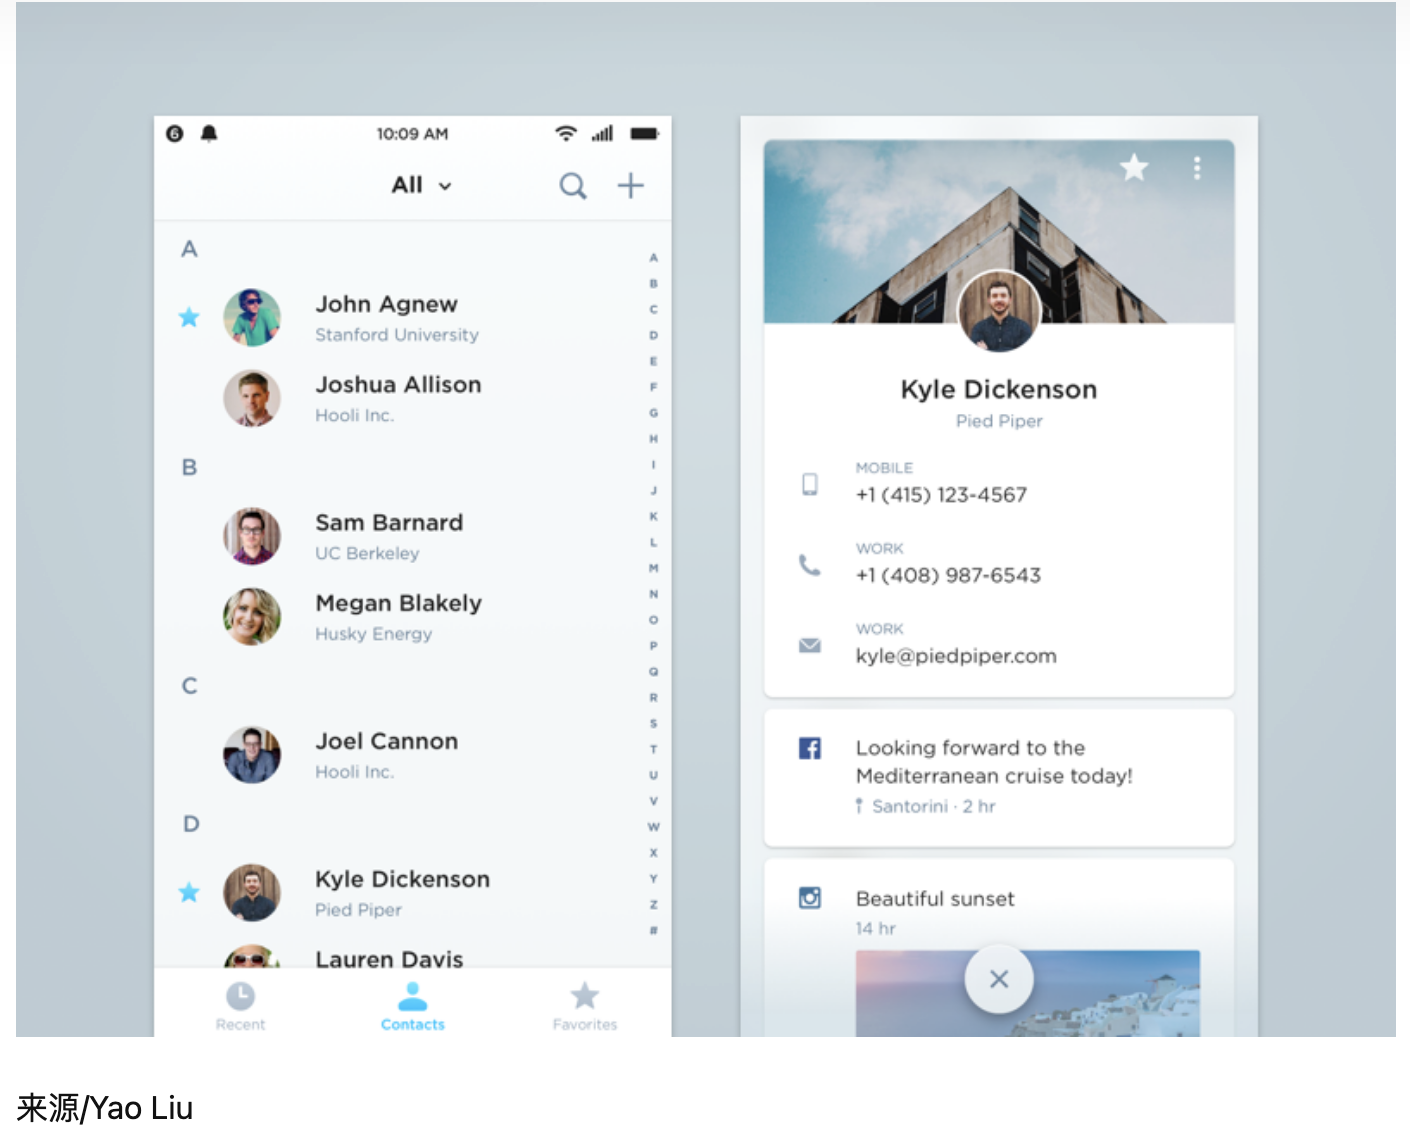 6
10:09 AM
All
A
John Agnew
Stanford University
Joshua Allison
Hooli Inc.
B
Sam Barnard
UC Berkeley
Megan Blakely
Husky Energy
C
Joel Cannon
Hooli Inc.
D
Kyle Dickenson
Pied Piper
Lauren Davis
A
B
C
D
E
F
G
H
I
J
K
L
M
N
O
P
Q
R
S
T
U
V
W
X
Y
Z
#
Recent
Contacts
Favorites
Kyle Dickenson
Pied Piper
MOBILE
+1 (415) 123-4567
WORK
+1 (408) 987-6543
WORK
kyle@piedpiper.com
Looking forward to the
Mediterranean cruise today!
Santorini · 2 hr
Beautiful sunset
14 hr
来源/Yao Liu